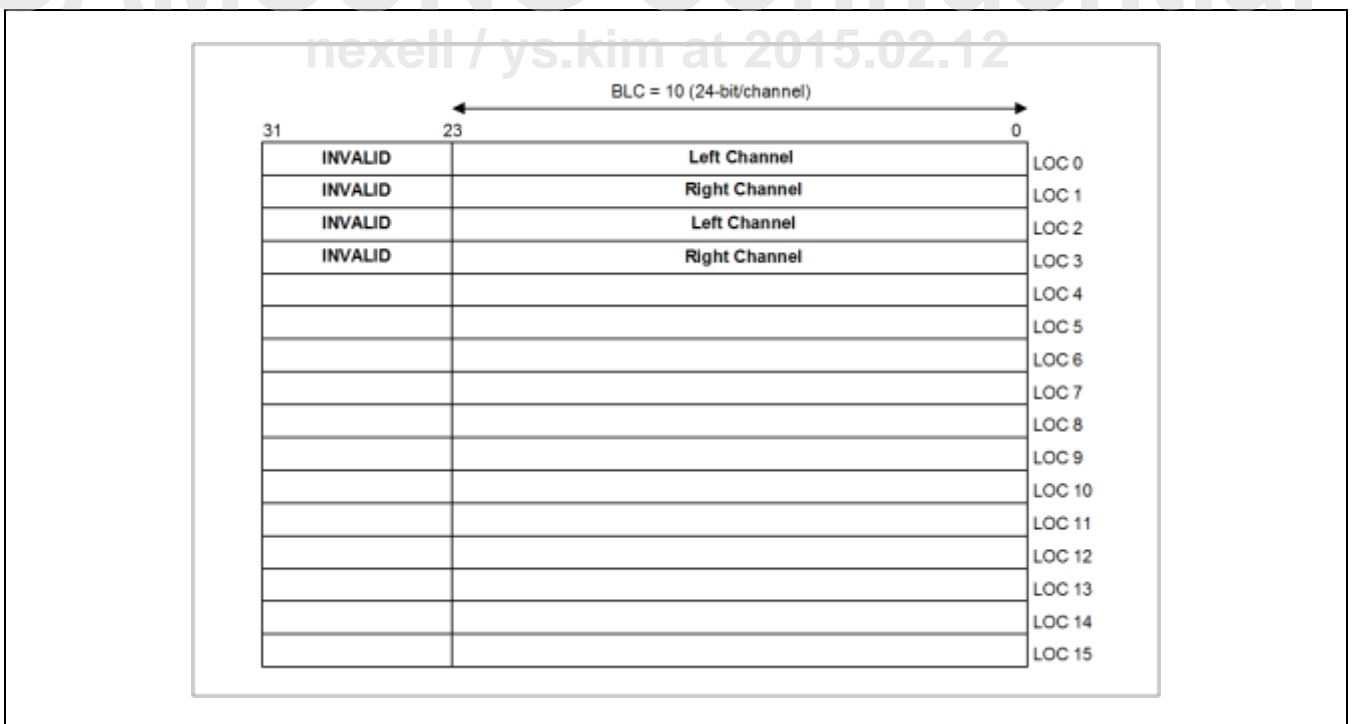 SAMSUNG Confidential
nexell / ys.kim at 2015.02.12
BLC = 10 (24-bit/channel)
31 23 0
INVALID Left Channel LOC 0
INVALID Right Channel LOC 1
INVALID Left Channel LOC 2
INVALID Right Channel LOC 3
LOC 4
LOC 5
LOC 6
LOC 7
LOC 8
LOC 9
LOC 10
LOC 11
LOC 12
LOC 13
LOC 14
LOC 15